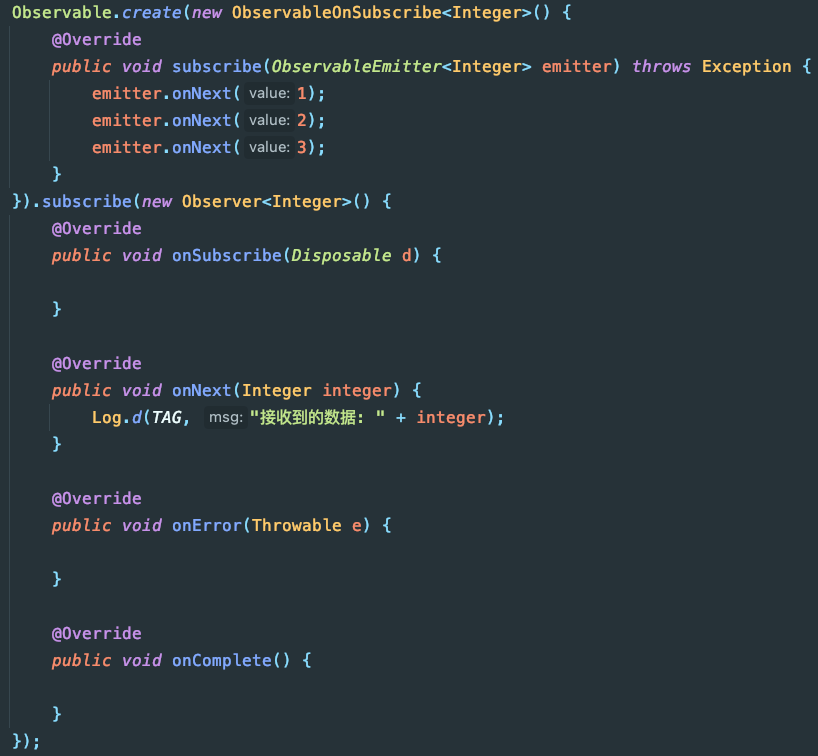 Observable.create(new ObservableOnSubscribe<Integer>() {
    @Override
    public void subscribe(ObservableEmitter<Integer> emitter) throws Exception {
        emitter.onNext( value: 1);
        emitter.onNext( value: 2);
        emitter.onNext( value: 3);
    }
}).subscribe(new Observer<Integer>() {
    @Override
    public void onSubscribe(Disposable d) {

    }

    @Override
    public void onNext(Integer integer) {
        Log.d(TAG, msg: "接收到的数据: " + integer);
    }

    @Override
    public void onError(Throwable e) {

    }

    @Override
    public void onComplete() {

    }
});